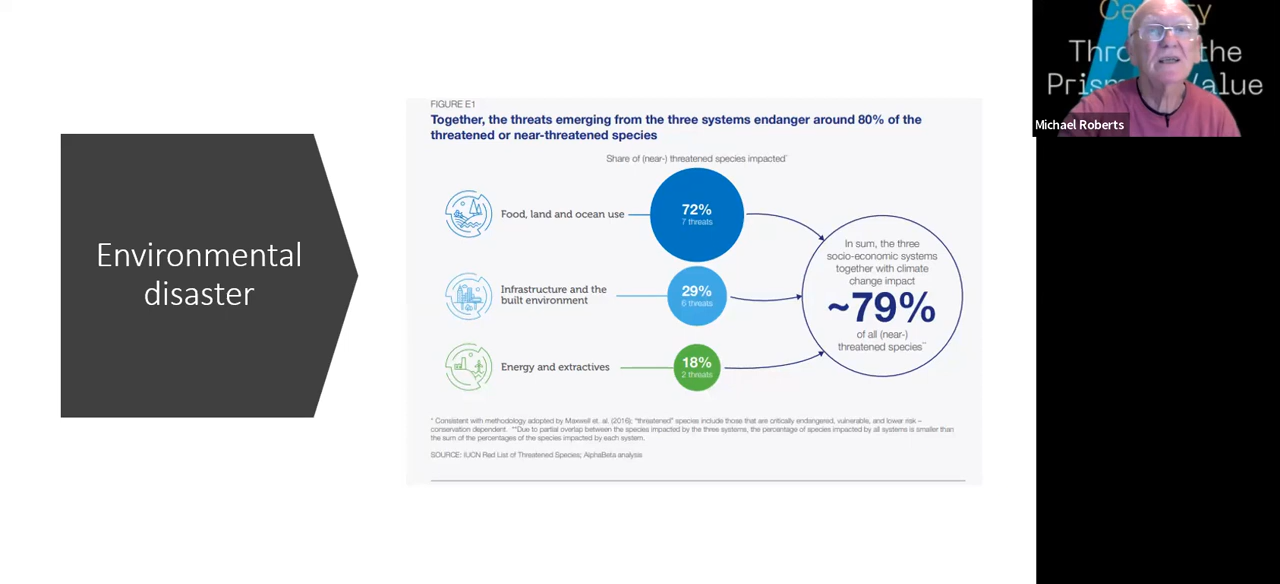 Environmental
disaster
FIGURE E1
Together, the threats emerging from the three systems endanger around 80% of the
threatened or near-threatened species
Share of (near-) threatened species impacted*
Food, land and ocean use
72%
7 threats
Infrastructure and the
built environment
29%
6 threats
Energy and extractives
18%
2 threats
In sum, the three
socio-economic systems
together with climate
change impact
~79%
of all (near-)
threatened species**
* Consistent with methodology adopted by Maxwell et. al. (2016); "threatened" species include those that are critically endangered, vulnerable, and lower risk –
conservation dependent. **Due to partial overlap between the species impacted by the three systems, the percentage of species impacted by all systems is smaller than
the sum of the percentages of the species impacted by each system.
SOURCE: IUCN Red List of Threatened Species; AlphaBeta analysis
the
Michael Roberts